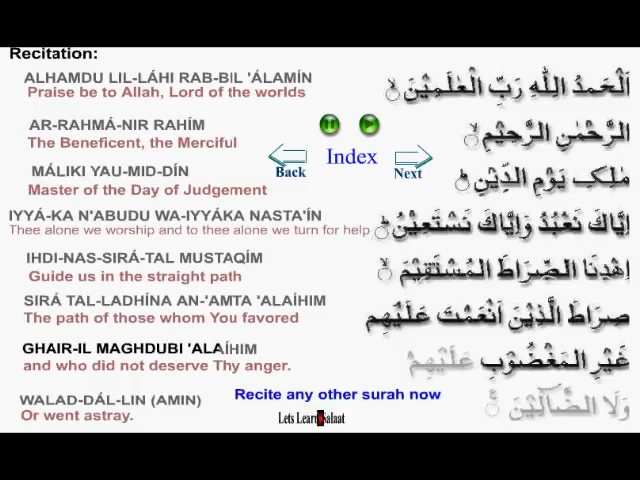 Recitation:
ALHAMDU LIL-LÁHI RAB-BIL 'ÁLAMÍN
Praise be to Allah, Lord of the worlds
اَلْحَمْدُ لِلّٰهِ رَبِّ الْعٰلَمِيْنَ ۙ
AR-RAHMÁ-NIR RAHÍM
The Beneficent, the Merciful
الرَّحْمٰنِ الرَّحِيْمِ ۙ
Back
Index
Next
MÁLIKI YAU-MID-DÍN
Master of the Day of Judgement
مٰلِكِ يَوْمِ الدِّيْنِ ؕ
IYYÁ-KA N'ABUDU WA-IYYÁKA NASTA'ÍN
Thee alone we worship and to thee alone we turn for help
اِيَّاكَ نَعْبُدُ وَاِيَّاكَ نَسْتَعِيْنُ ؕ
IHDI-NAS-SIRÁ-TAL MUSTAQÍM
Guide us in the straight path
اِهْدِنَا الصِّرَاطَ الْمُسْتَقِيْمَ ۙ
SIRÁ TAL-LADHÍNA AN-'AMTA 'ALAÍHIM
The path of those whom You favored
صِرَاطَ الَّذِيْنَ اَنْعَمْتَ عَلَيْهِمْ
GHAIR-IL MAGHDUBI 'ALAÍHIM
and who did not deserve Thy anger.
غَيْرِ الْمَغْضُوْبِ عَلَيْهِمْ
WALAD-DÁL-LIN (AMIN)
Or went astray.
وَلَا الضَّآلِّيْنَ
Recite any other surah now
Lets Learn Salaat